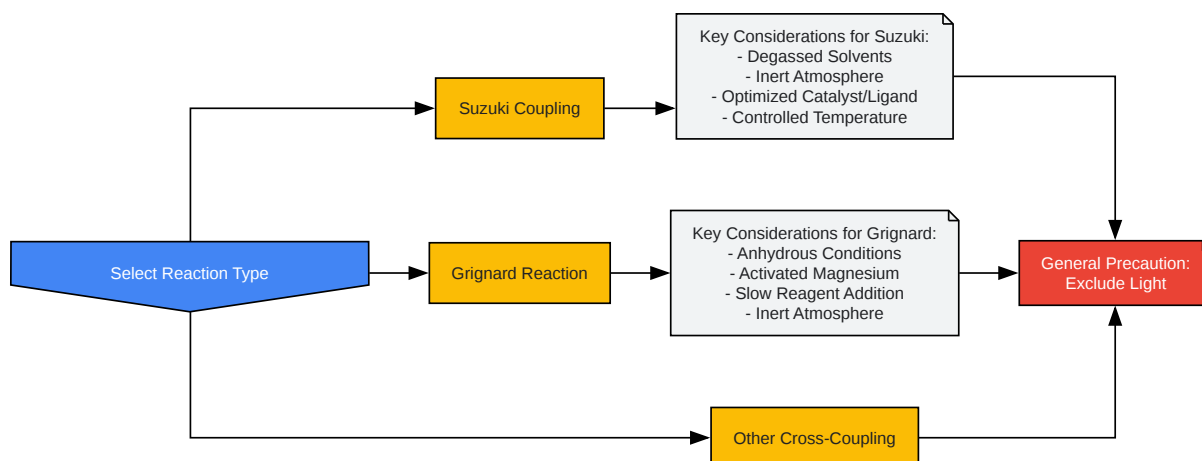 Key Considerations for Suzuki:
- Degassed Solvents
- Inert Atmosphere
- Optimized Catalyst/Ligand
- Controlled Temperature
Suzuki Coupling
Select Reaction Type
Grignard Reaction
Key Considerations for Grignard:
- Anhydrous Conditions
- Activated Magnesium
- Slow Reagent Addition
- Inert Atmosphere
General Precaution:
Exclude Light
Other Cross-Coupling